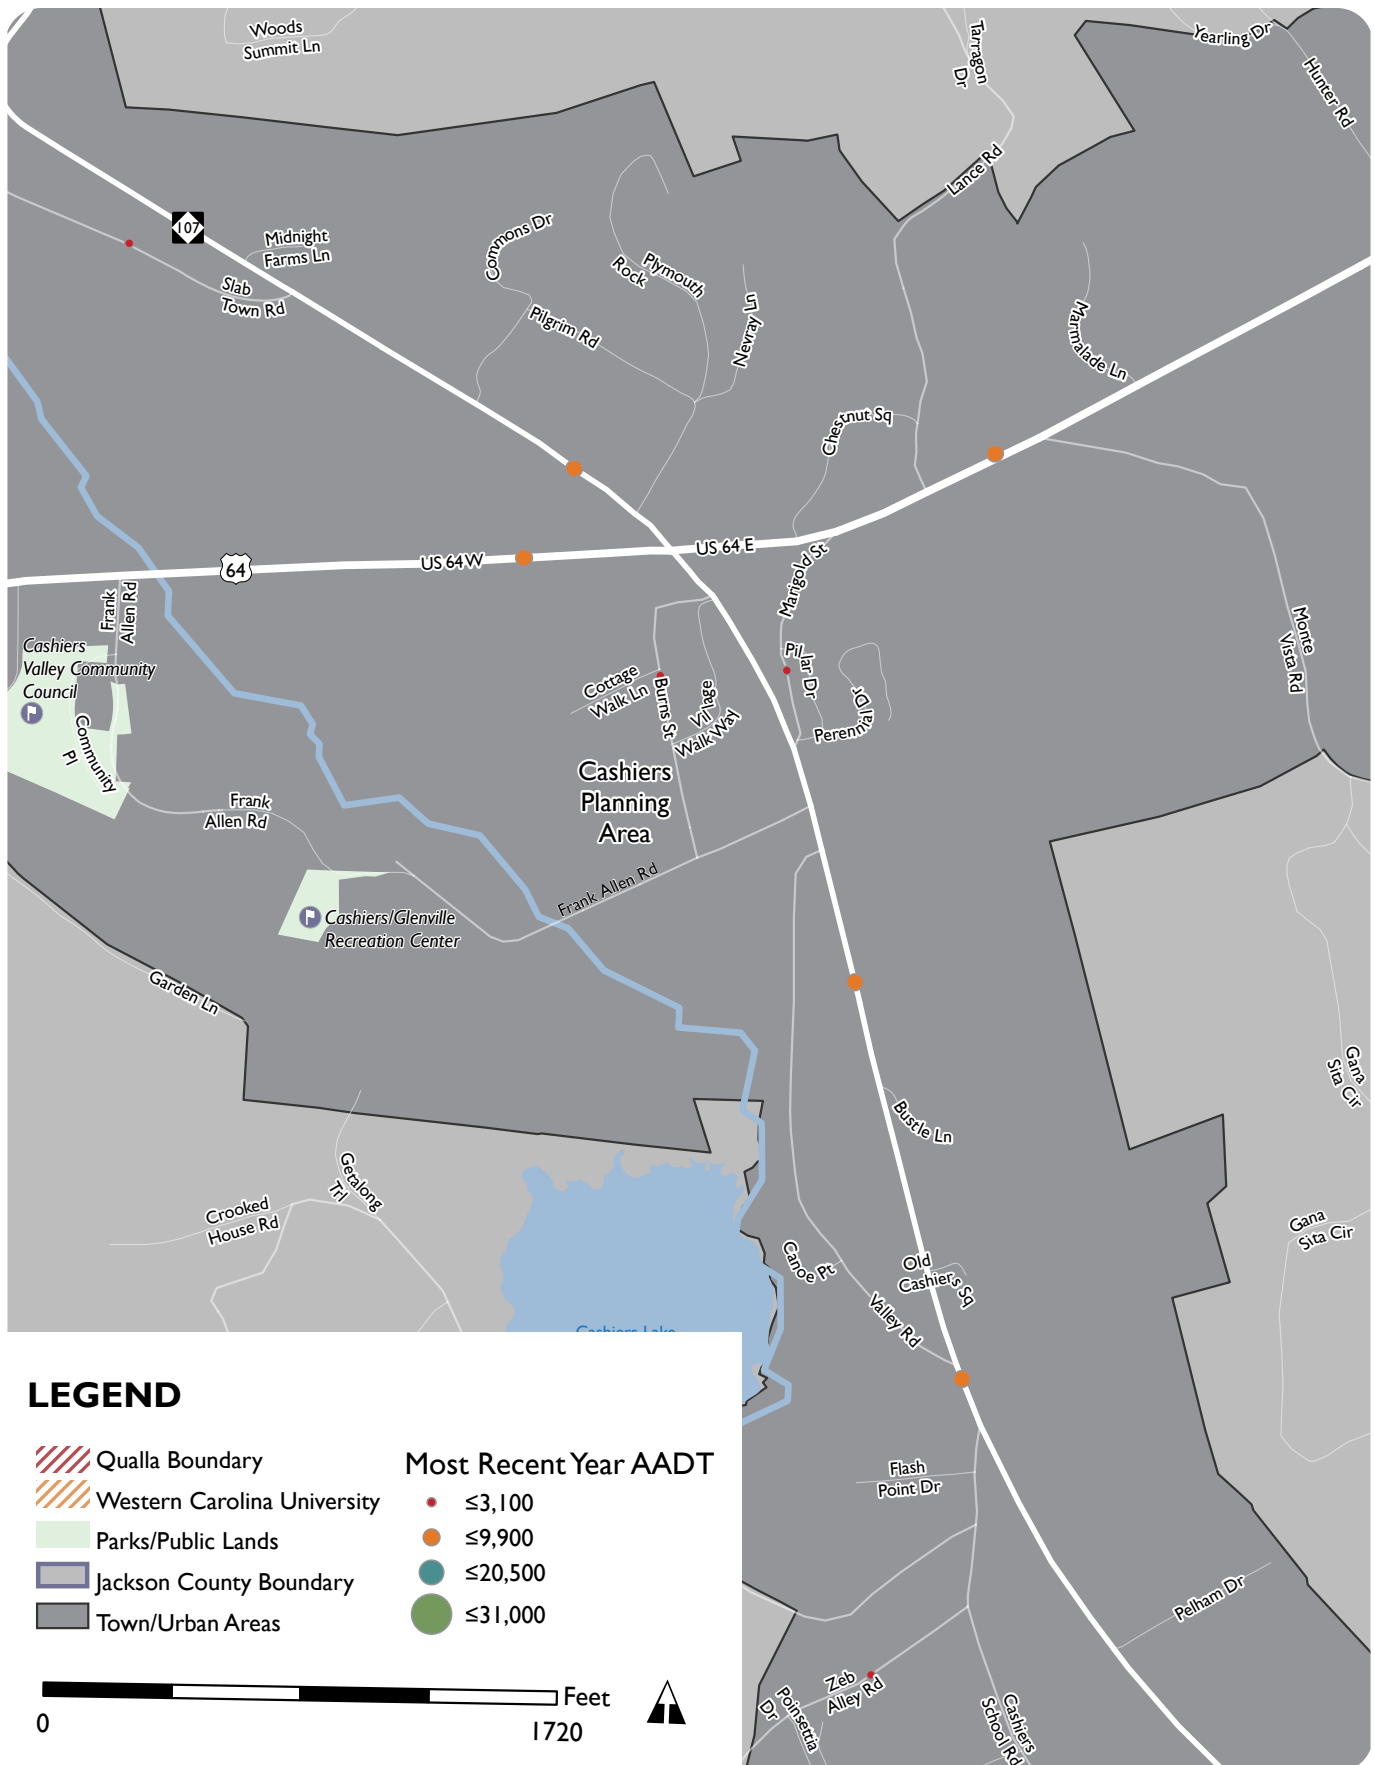 Woods
Summit Ln
Tarragon
Dr
Yearling Dr
Hunter Rd
Lance Rd
107
Midnight
Farms Ln
Slab
Town Rd
Commons Dr
Plymouth
Rock
Pilgrim Rd
Nevray Ln
Marmalade Ln
Chestnut Sq
US 64 W
US 64 E
64
Marigold St
Frank
Allen Rd
Cashiers
Valley Community
Council
Community
Pl
Cottage
Walk Ln
Burns St
Village
Walk Way
Pillar Dr
Perennial Dr
Monte
Vista Rd
Cashiers
Planning
Area
Frank
Allen Rd
Frank Allen Rd
Cashiers/Glenville
Recreation Center
Garden Ln
Gana
Sita Cir
Bustle Ln
Getalong
Trl
Crooked
House Rd
Gana
Sita Cir
Canoe Pt
Old
Cashiers Sq
Valley Rd
Cashiers Lake
Flash
Point Dr
Pelham Dr
Zeb
Alley Rd
Poinsettia
Dr
Cashiers
School Rd
LEGEND
Qualla Boundary
Western Carolina University
Parks/Public Lands
Jackson County Boundary
Town/Urban Areas
Most Recent Year AADT
≤3,100
≤9,900
≤20,500
≤31,000
Feet
0
1720